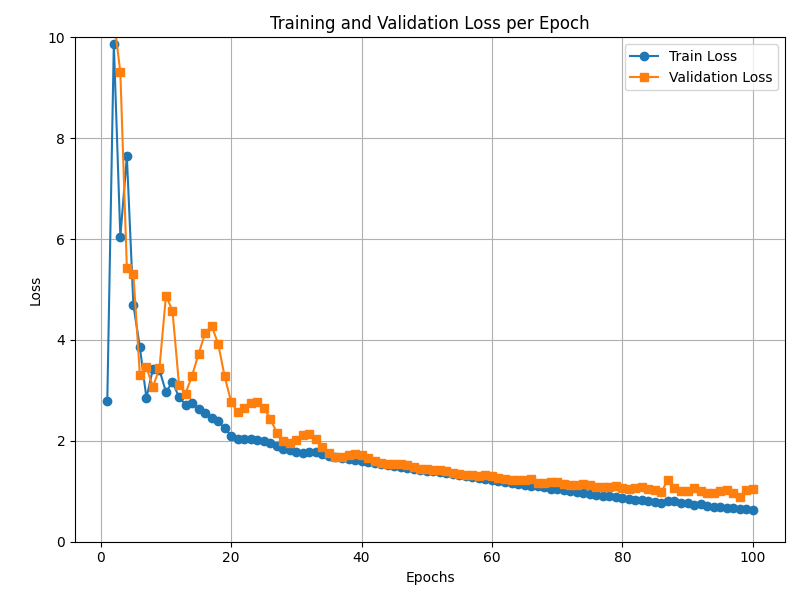 Training and Validation Loss per Epoch
Train Loss
Validation Loss
10
8
6
4
2
0
Loss
0 20 40 60 80 100
Epochs